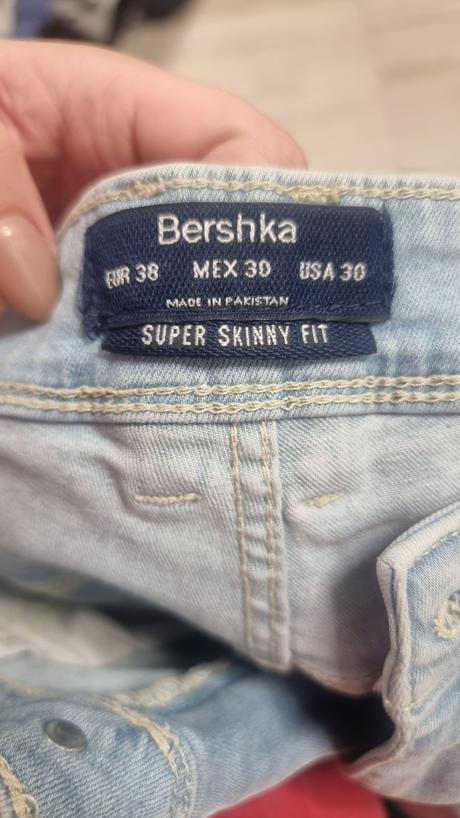 Bershka
EUR 38 MEX 30 USA 30
MADE IN PAKISTAN
SUPER SKINNY FIT